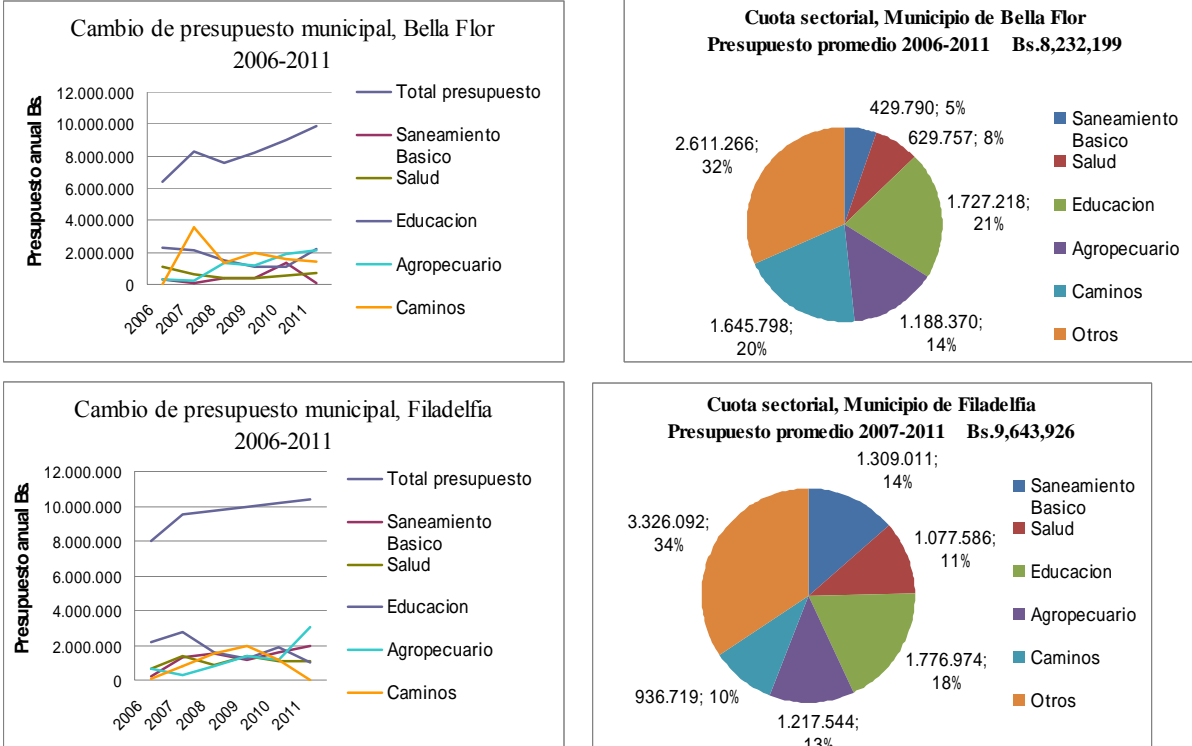 Cambio de presupuesto municipal, Bella Flor
2006-2011
Presupuesto anual Bs.
12.000.000
10.000.000
8.000.000
6.000.000
4.000.000
2.000.000
0
2006
2007
2008
2009
2010
2011
Total presupuesto
Saneamiento
Basico
Salud
Educacion
Agropecuario
Caminos
Cuota sectorial, Municipio de Bella Flor
Presupuesto promedio 2006-2011 Bs.8,232,199
429.790; 5%
629.757; 8%
1.727.218;
21%
1.188.370;
14%
1.645.798;
20%
2.611.266;
32%
Saneamiento
Basico
Salud
Educacion
Agropecuario
Caminos
Otros
Cambio de presupuesto municipal, Filadelfia
2006-2011
Presupuesto anual Bs.
12.000.000
10.000.000
8.000.000
6.000.000
4.000.000
2.000.000
0
2006
2007
2008
2009
2010
2011
Total presupuesto
Saneamiento
Basico
Salud
Educacion
Agropecuario
Caminos
Cuota sectorial, Municipio de Filadelfia
Presupuesto promedio 2007-2011 Bs.9,643,926
1.309.011;
14%
1.077.586;
11%
1.776.974;
18%
1.217.544;
13%
936.719; 10%
3.326.092;
34%
Saneamiento
Basico
Salud
Educacion
Agropecuario
Caminos
Otros